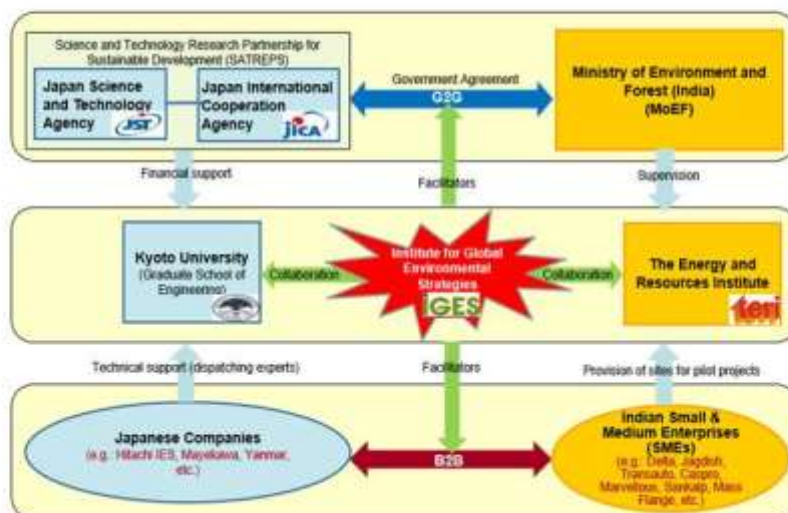 Science and Technology Research Partnership for
Sustainable Development (SATREPS)
Japan Science
and Technology
Agency
JST
Japan International
Cooperation
Agency
jICA
Government Agreement
G2G
Ministry of Environment and
Forest (India)
(MoEF)
Financial support
Facilitators
Supervision
Kyoto University
(Graduate School of
Engineering)
Collaboration
Institute for Global
Environmental
Strategies
iGES
Collaboration
The Energy and
Resources Institute
teri
Technical support (dispatching experts)
Facilitators
Provision of sites for pilot projects
Japanese Companies
(e.g. Hitachi IES, Mayekawa, Yanmar,
etc.)
B2B
Indian Small &
Medium Enterprises
(SMEs)
(e.g. Delta, Jagdish,
Transauto, Caspro,
Marvellous, Sankalp, Mass
Flange, etc.)